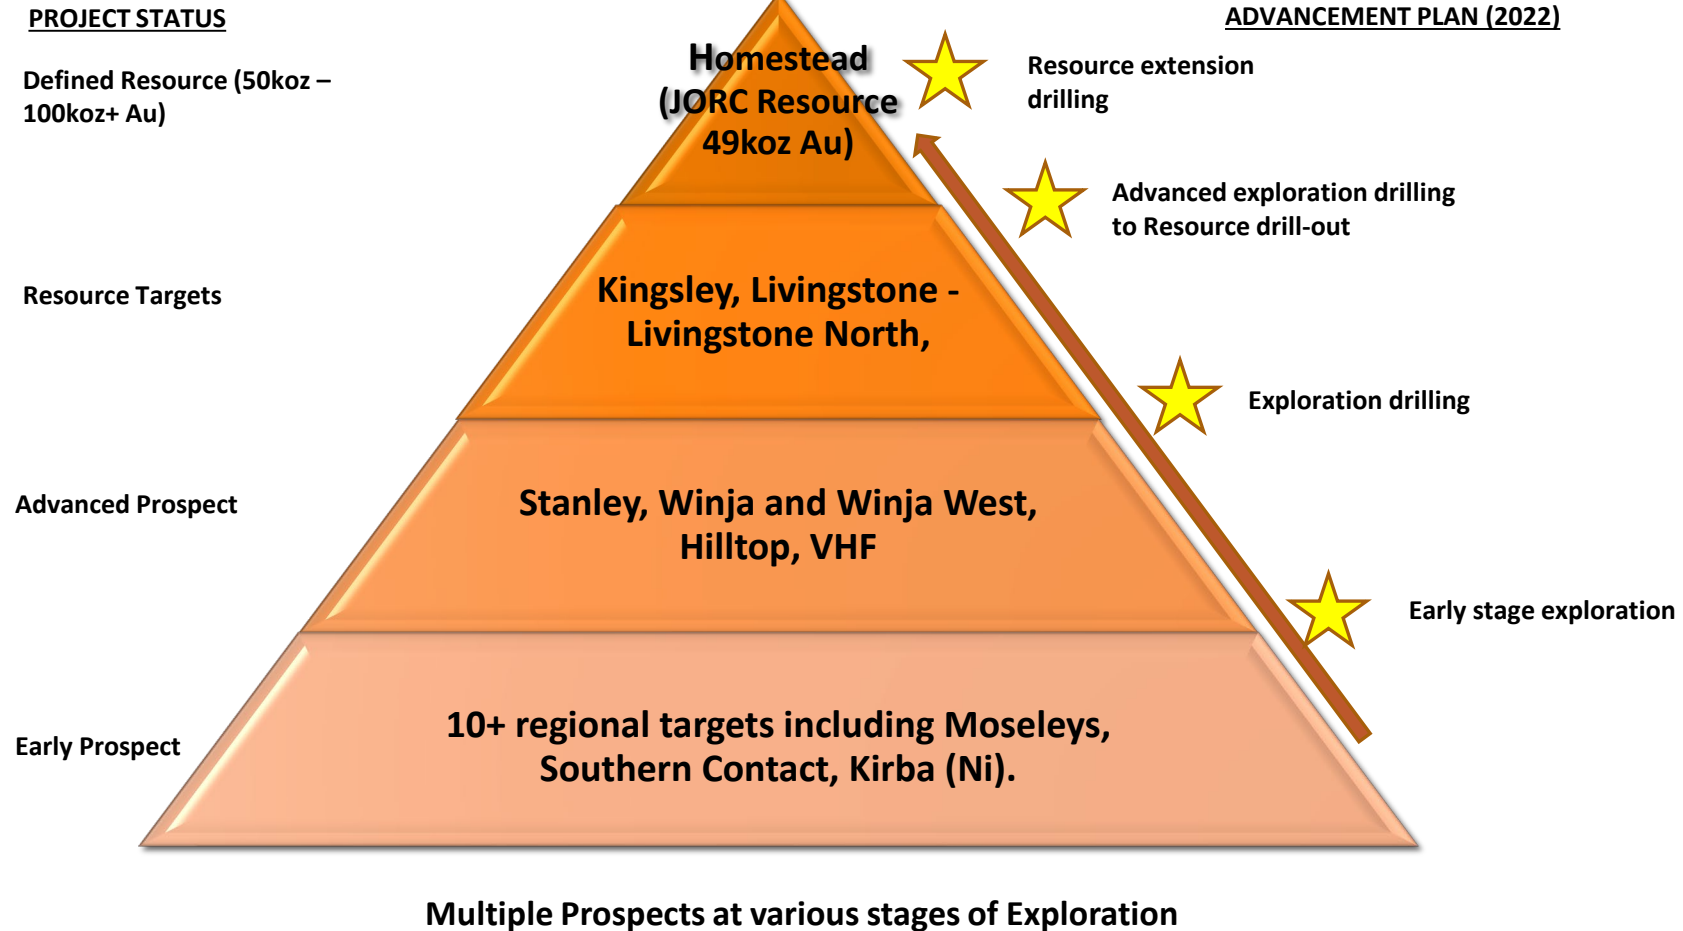 PROJECT STATUS
ADVANCEMENT PLAN (2022)
Defined Resource (50koz –
100koz+ Au)
Homestead
(JORC Resource
49koz Au)
Resource extension
drilling
Advanced exploration drilling
to Resource drill-out
Resource Targets
Kingsley, Livingstone -
Livingstone North,
Exploration drilling
Advanced Prospect
Stanley, Winja and Winja West,
Hilltop, VHF
Early stage exploration
Early Prospect
10+ regional targets including Moseleys,
Southern Contact, Kirba (Ni).
Multiple Prospects at various stages of Exploration